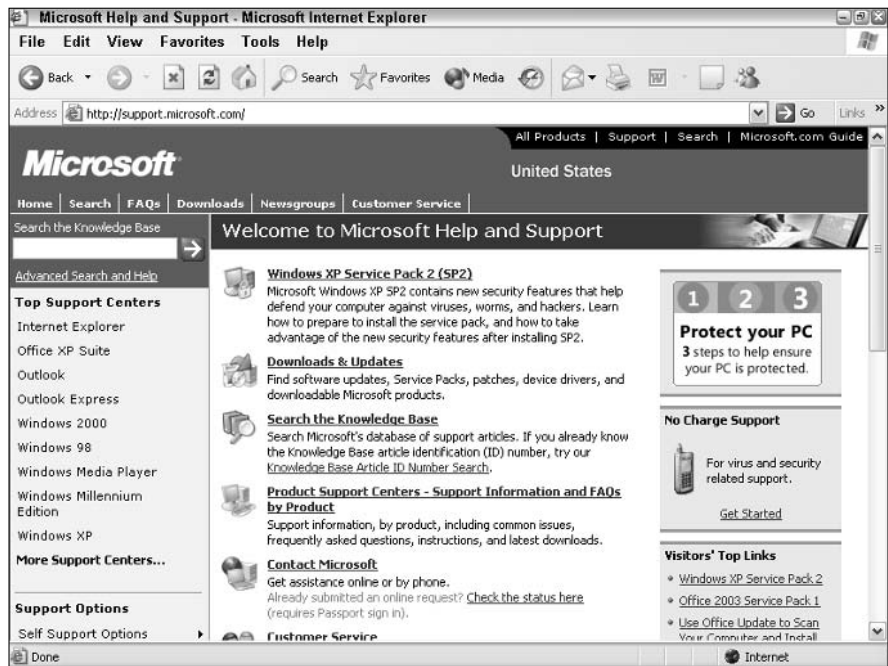 Microsoft Help and Support - Microsoft Internet Explorer
File Edit View Favorites Tools Help
Back Search Favorites Media
Address http://support.microsoft.com/ Go Links »
All Products | Support | Search | Microsoft.com Guide
Microsoft
United States
Home | Search | FAQs | Downloads | Newsgroups | Customer Service |
Search the Knowledge Base
Advanced Search and Help
Top Support Centers
Internet Explorer
Office XP Suite
Outlook
Outlook Express
Windows 2000
Windows 98
Windows Media Player
Windows Millennium
Edition
Windows XP
More Support Centers...
Support Options
Self Support Options
Welcome to Microsoft Help and Support
Windows XP Service Pack 2 (SP2)
Microsoft Windows XP SP2 contains new security features that help
defend your computer against viruses, worms, and hackers. Learn
how to prepare to install the service pack, and how to take
advantage of the new security features after installing SP2.
Downloads & Updates
Find software updates, Service Packs, patches, device drivers, and
downloadable Microsoft products.
Search the Knowledge Base
Search Microsoft's database of support articles. If you already know
the Knowledge Base article identification (ID) number, try our
Knowledge Base Article ID Number Search.
Product Support Centers - Support Information and FAQs
by Product
Support information, by product, including common issues,
frequently asked questions, instructions, and latest downloads.
Contact Microsoft
Get assistance online or by phone.
Already submitted an online request? Check the status here
(requires Passport sign in).
Customer Service
1 2 3
Protect your PC
3 steps to help ensure
your PC is protected.
No Charge Support
For virus and security
related support.
Get Started
Visitors' Top Links
Windows XP Service Pack 2
Office 2003 Service Pack 1
Use Office Update to Scan
Your Computer and Install
Done
Internet